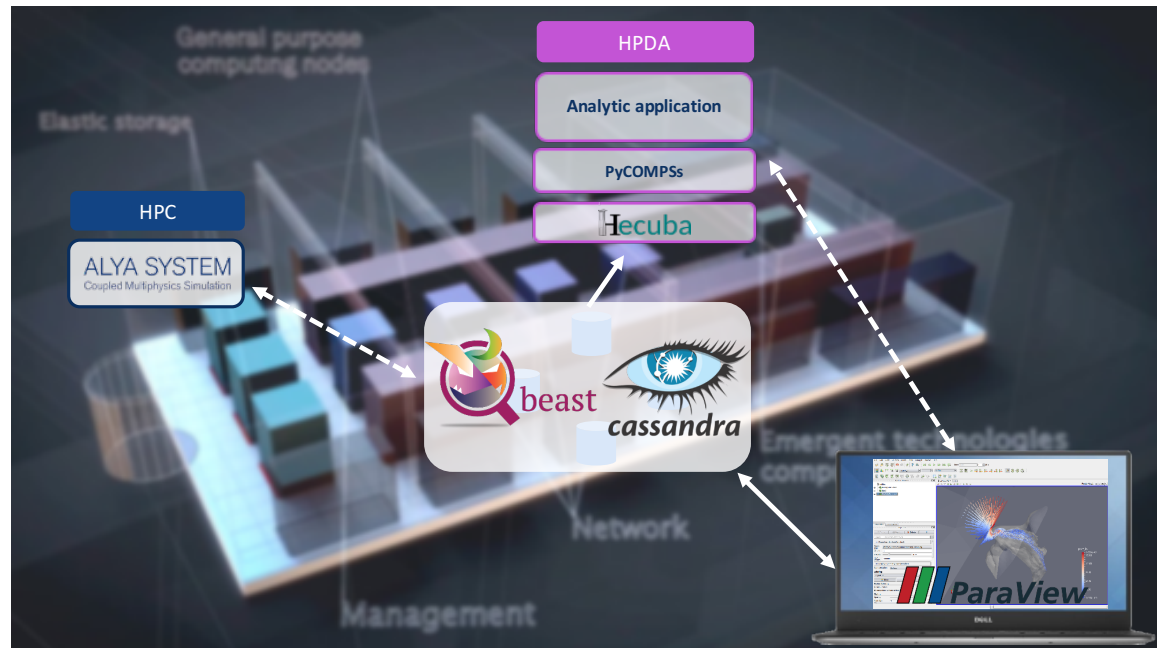 General purpose
computing nodes
HPDA
Analytic application
Elastic storage
PyCOMPSs
HPC
Hecuba
ALYA SYSTEM
Coupled Multiphysics Simulation
Qbeast
cassandra
Emergent technologies
Network
ParaView
Management
DELL